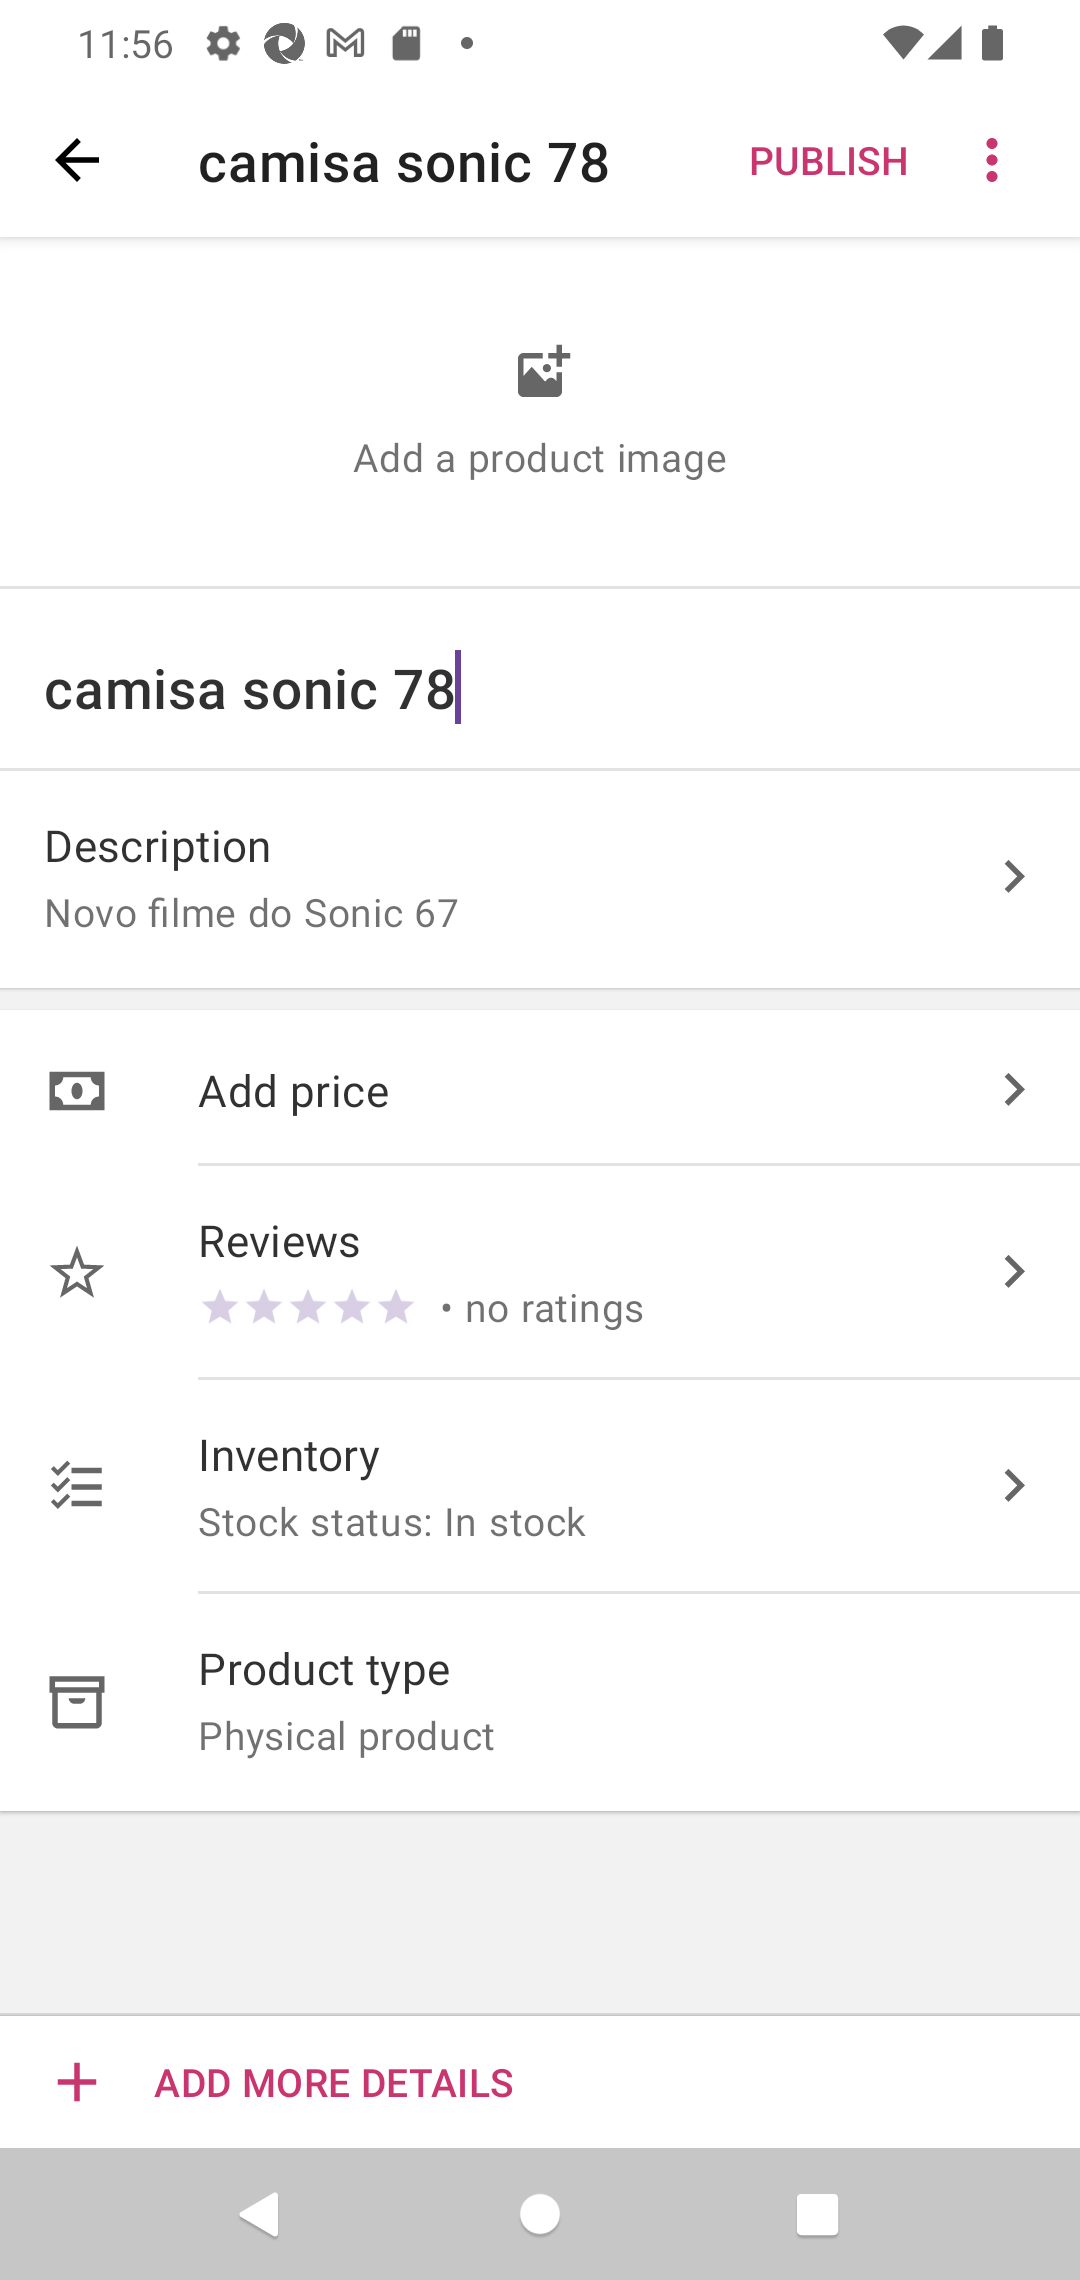 11:56
camisa sonic 78
PUBLISH
Add a product image
camisa sonic 78
Description
Novo filme do Sonic 67
Add price
Reviews
• no ratings
Inventory
Stock status: In stock
Product type
Physical product
ADD MORE DETAILS